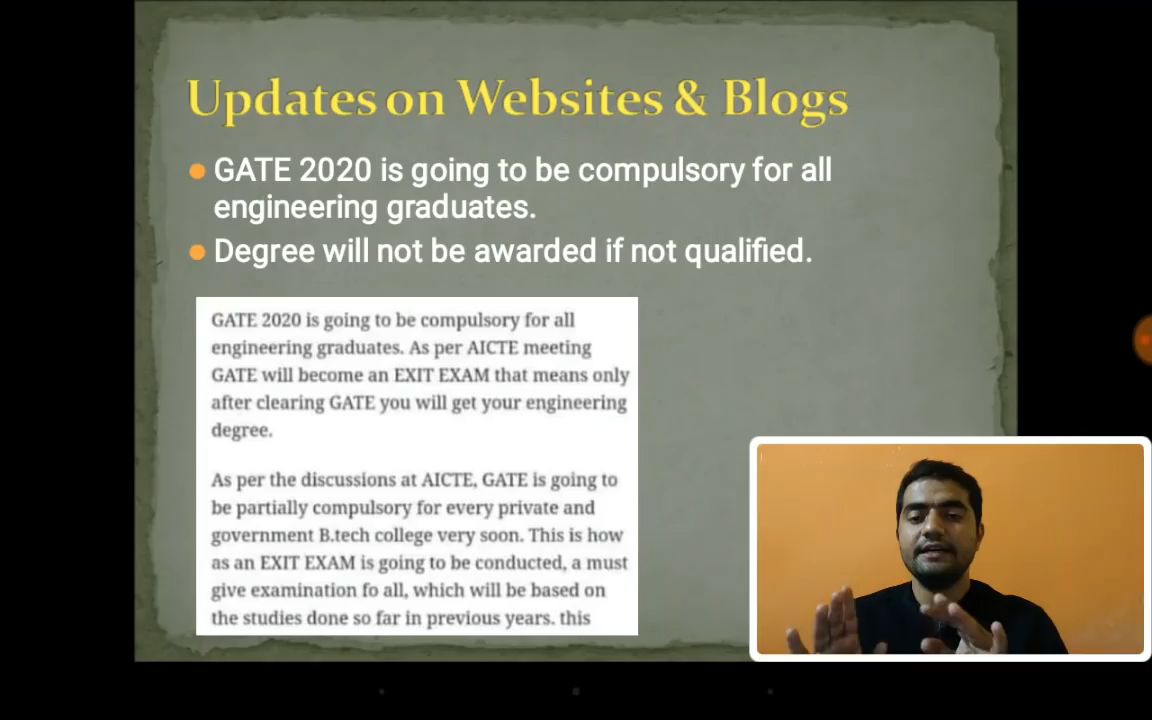 Updates on Websites & Blogs
GATE 2020 is going to be compulsory for all
engineering graduates.
Degree will not be awarded if not qualified.
GATE 2020 is going to be compulsory for all
engineering graduates. As per AICTE meeting
GATE will become an EXIT EXAM that means only
after clearing GATE you will get your engineering
degree.
As per the discussions at AICTE, GATE is going to
be partially compulsory for every private and
government B.tech college very soon. This is how
as an EXIT EXAM is going to be conducted, a must
give examination fo all, which will be based on
the studies done so far in previous years. this